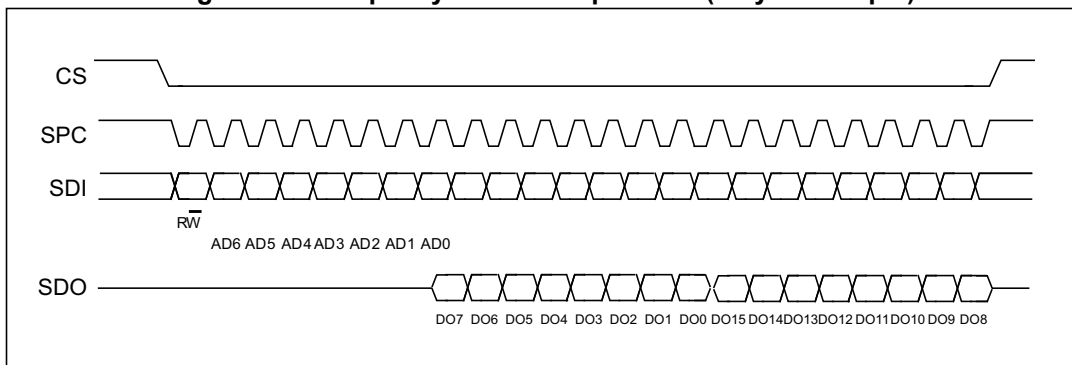 CS
SPC
SDI
RW
AD6 AD5 AD4 AD3 AD2 AD1 AD0
SDO
DO7 DO6 DO5 DO4 DO3 DO2 DO1 DO0 DO15 DO14 DO13 DO12 DO11 DO10 DO9 DO8